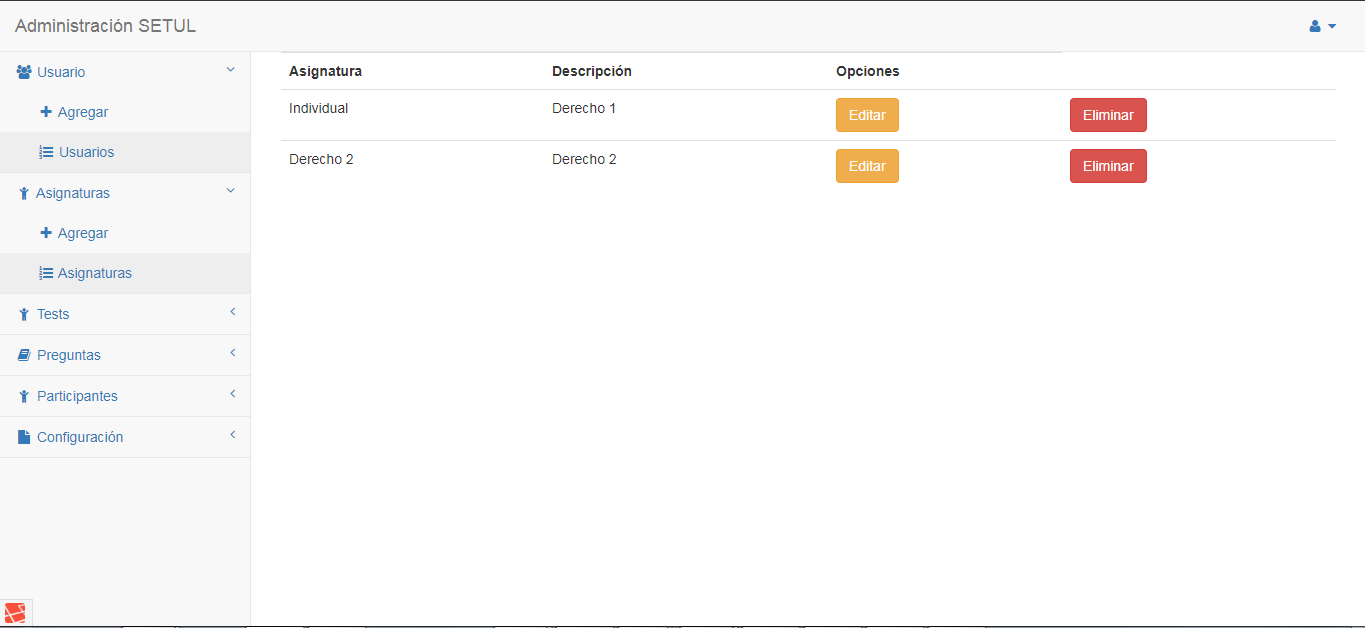 Administración SETUL
Usuario
Agregar
Usuarios
Asignaturas
Agregar
Asignaturas
Tests
Preguntas
Participantes
Configuración
Asignatura Descripción Opciones
Individual Derecho 1 Editar Eliminar
Derecho 2 Derecho 2 Editar Eliminar